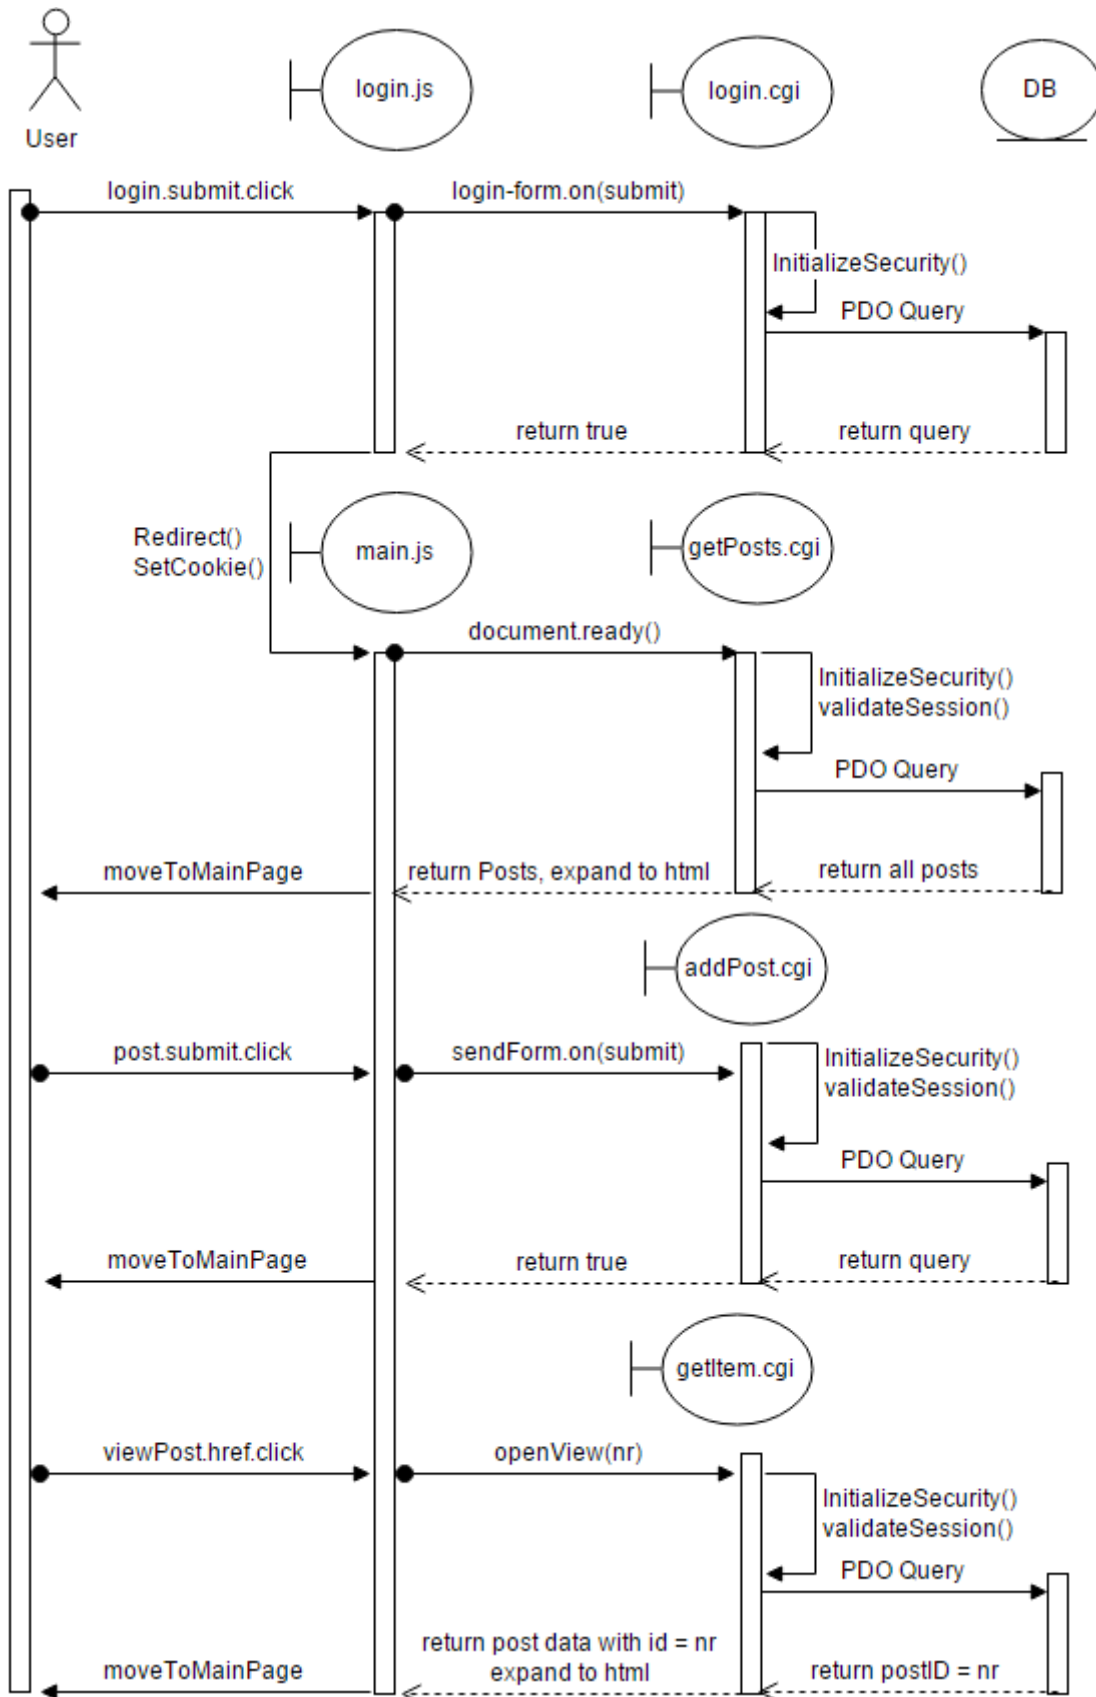 login.js
login.cgi
DB
User
login.submit.click
login-form.on(submit)
InitializeSecurity()
PDO Query
return true
return query
Redirect()
SetCookie()
main.js
getPosts.cgi
document.ready()
InitializeSecurity()
validateSession()
PDO Query
moveToMainPage
return Posts, expand to html
return all posts
addPost.cgi
post.submit.click
sendForm.on(submit)
InitializeSecurity()
validateSession()
PDO Query
moveToMainPage
return true
return query
getItem.cgi
viewPost.href.click
openView(nr)
InitializeSecurity()
validateSession()
PDO Query
return post data with id = nr
expand to html
moveToMainPage
return postID = nr